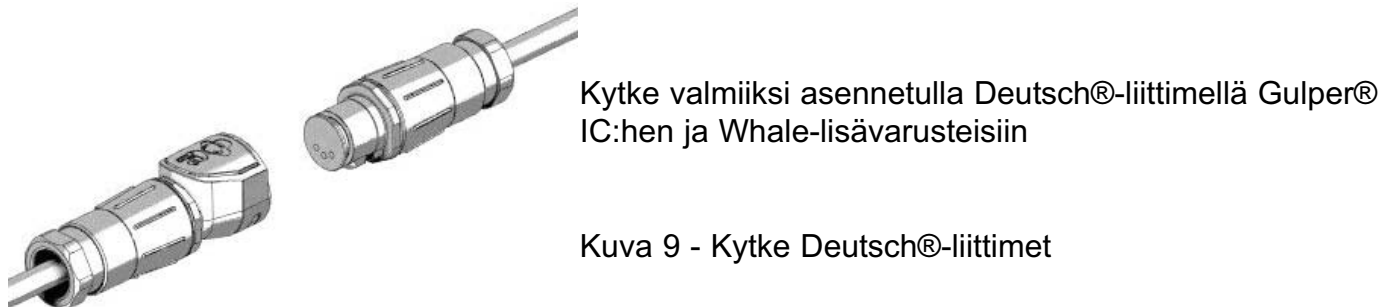 Kytke valmiiksi asennetulla Deutsch®-liittimellä Gulper®
IC:hen ja Whale-lisävarusteisiin
Kuva 9 - Kytke Deutsch®-liittimet